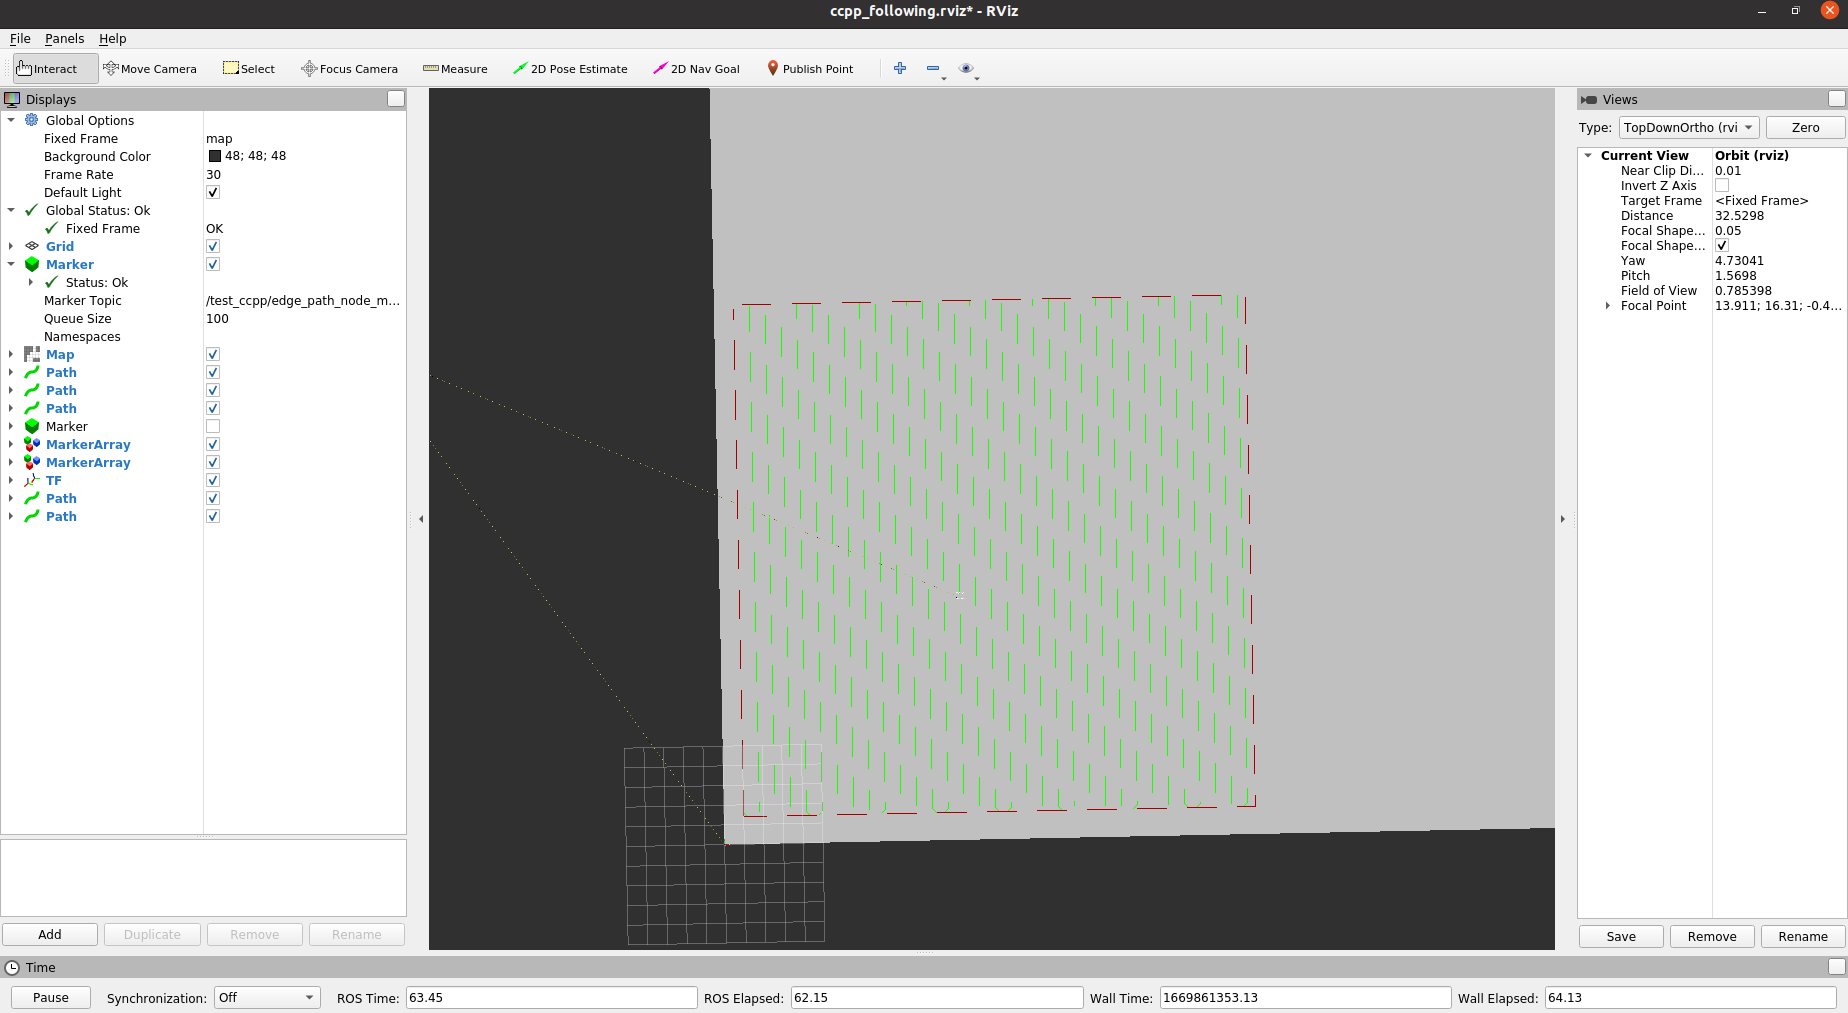 ccpp_following.rviz* - RViz
File Panels Help
Interact Move Camera Select Focus Camera Measure 2D Pose Estimate 2D Nav Goal Publish Point
Displays
Global Options
Fixed Frame map
Background Color 48; 48; 48
Frame Rate 30
Default Light
Global Status: Ok
Fixed Frame OK
Grid
Marker
Status: Ok
Marker Topic /test_ccpp/edge_path_node_m...
Queue Size 100
Namespaces
Map
Path
Path
Path
Marker
MarkerArray
MarkerArray
TF
Path
Path
Add Duplicate Remove Rename
Views
Type: TopDownOrtho (rvi Zero
Current View Orbit (rviz)
Near Clip Di... 0.01
Invert Z Axis
Target Frame <Fixed Frame>
Distance 32.5298
Focal Shape... 0.05
Focal Shape...
Yaw 4.73041
Pitch 1.5698
Field of View 0.785398
Focal Point 13.911; 16.31; -0.4...
Save Remove Rename
Time
Pause Synchronization: Off ROS Time: 63.45 ROS Elapsed: 62.15 Wall Time: 1669861353.13 Wall Elapsed: 64.13